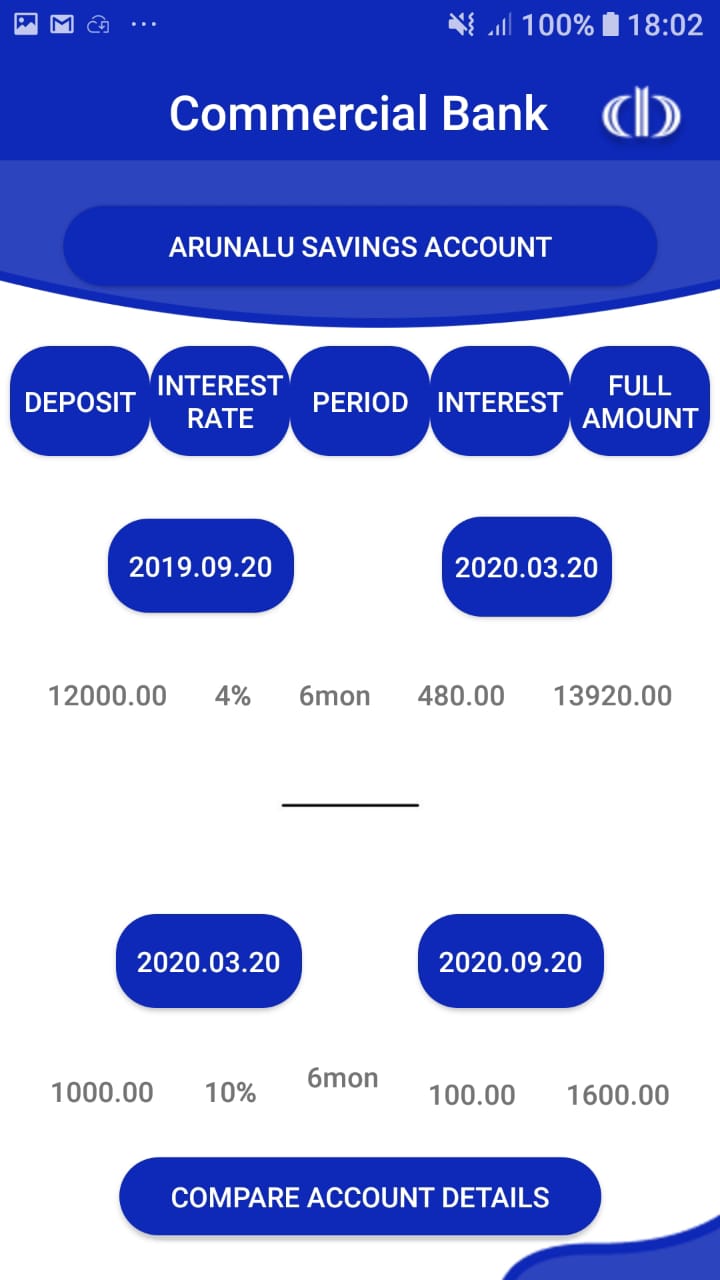 100% 18:02
Commercial Bank
ARUNALU SAVINGS ACCOUNT
DEPOSIT
INTEREST
RATE
PERIOD
INTEREST
FULL
AMOUNT
2019.09.20 2020.03.20
12000.00 4% 6mon 480.00 13920.00
2020.03.20 2020.09.20
1000.00 10% 6mon 100.00 1600.00
COMPARE ACCOUNT DETAILS